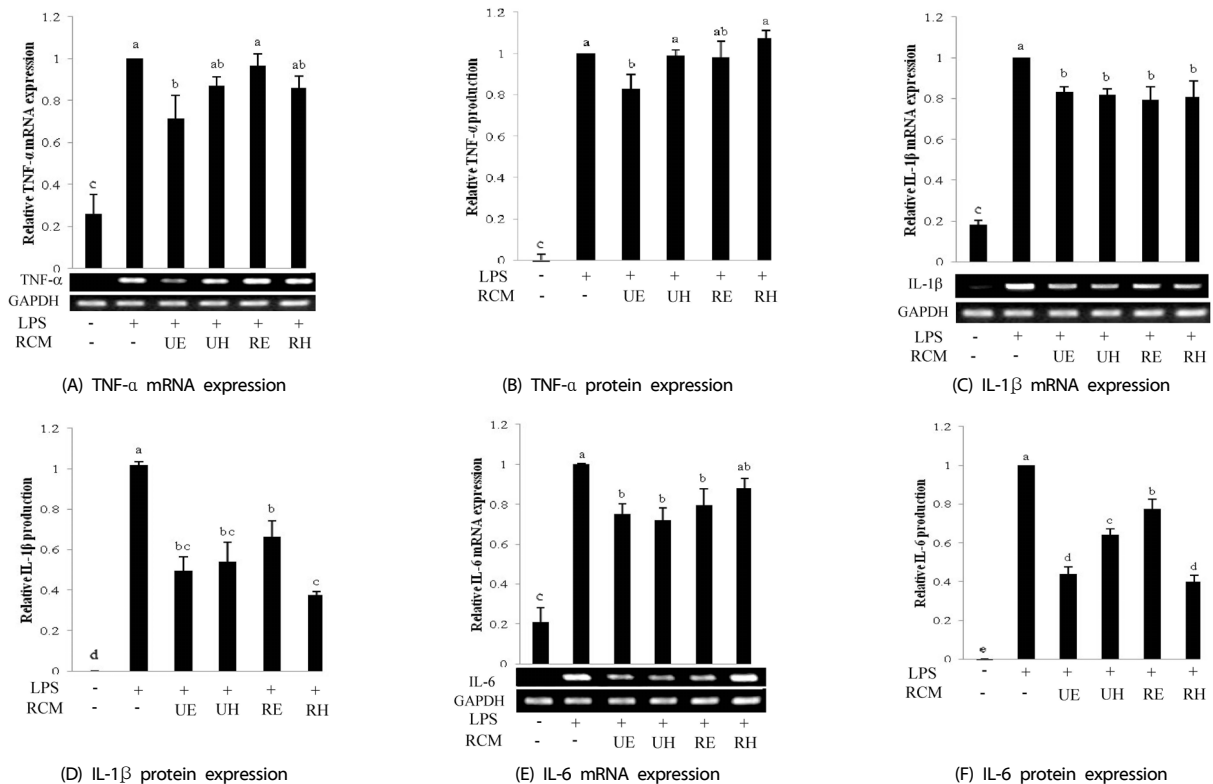 1.2
a
a
1
ab
ab
b
0.8
0.6
0.4
c
0.2
0
Relative TNF-α mRNA expression
TNF-α
GAPDH
LPS - + + + + +
RCM - - UE UH RE RH
(A) TNF-α mRNA expression
1.2
a
a
a
ab
1
b
0.8
0.6
0.4
0.2
c
0
Relative TNF-α production
LPS - + + + + +
RCM - - UE UH RE RH
(B) TNF-α protein expression
1.2
a
1
b b b b
0.8
0.6
0.4
c
0.2
0
Relative IL-1β mRNA expression
IL-1β
GAPDH
LPS - + + + + +
RCM - - UE UH RE RH
(C) IL-1β mRNA expression
1.2
a
1
0.8
b
bc
bc
0.6
c
0.4
0.2
d
0
Relative IL-1β production
LPS - + + + + +
RCM - - UE UH RE RH
(D) IL-1β protein expression
1.2
a
1
ab
b b b
0.8
0.6
0.4
c
0.2
0
Relative IL-6 mRNA expression
IL-6
GAPDH
LPS - + + + + +
RCM - - UE UH RE RH
(E) IL-6 mRNA expression
1.2
a
1
b
0.8
c
0.6
d
d
0.4
0.2
e
0
Relative IL-6 production
LPS - + + + + +
RCM - - UE UH RE RH
(F) IL-6 protein expression